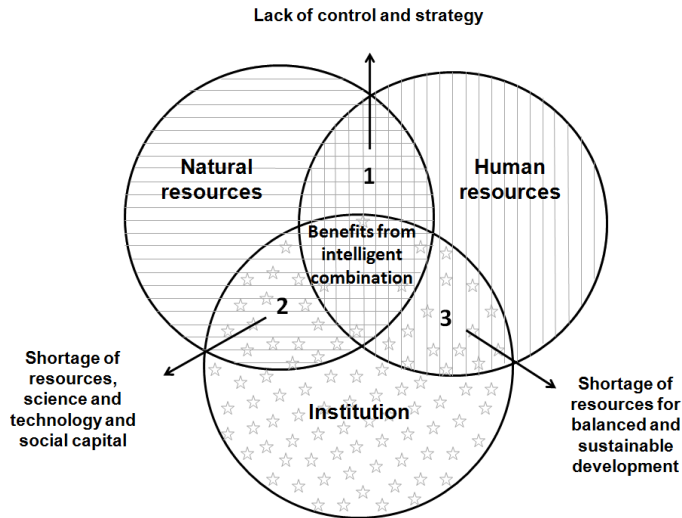 Lack of control and strategy
Natural
resources
1
Human
resources
Benefits from
intelligent
combination
2
3
Shortage of
resources,
science and
technology and
social capital
Institution
Shortage of
resources for
balanced and
sustainable
development